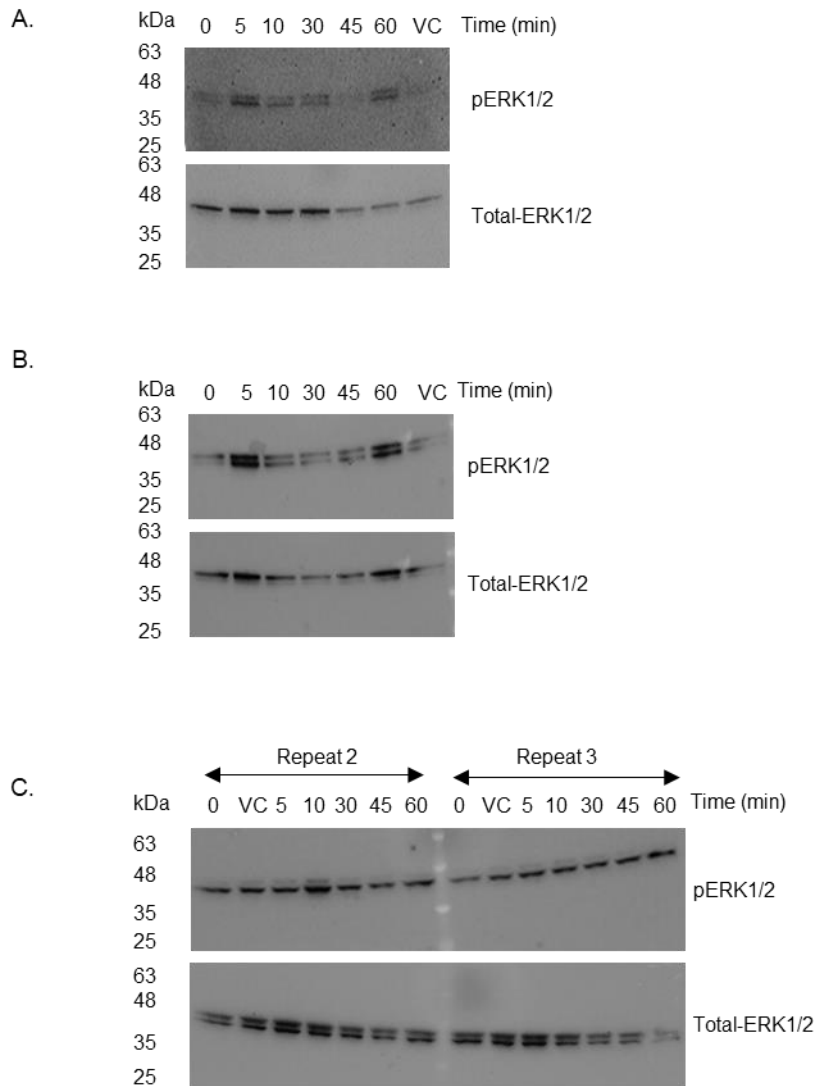 A.
kDa 0 5 10 30 45 60 VC Time (min)
63
48
35
25
pERK1/2
63
48
35
25
Total-ERK1/2
B.
kDa 0 5 10 30 45 60 VC Time (min)
63
48
35
25
pERK1/2
63
48
35
25
Total-ERK1/2
C.
Repeat 2 Repeat 3
kDa 0 VC 5 10 30 45 60 0 VC 5 10 30 45 60 Time (min)
63
48
35
25
pERK1/2
63
48
35
25
Total-ERK1/2